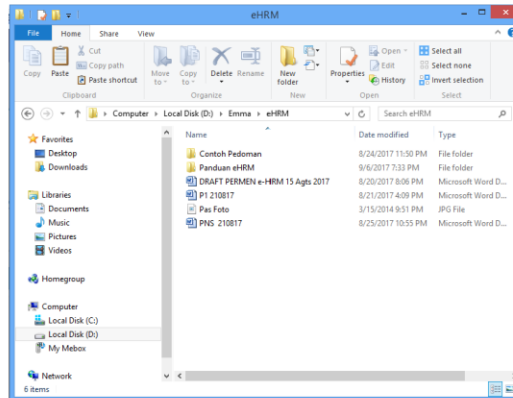 eHRM
File Home Share View
Copy
Paste
Cut
Copy path
Paste shortcut
Clipboard
Move to
Copy to
Delete
Rename
Organize
New folder
New
Properties
Open
Edit
History
Open
Select all
Select none
Invert selection
Select
Computer Local Disk (D:) Emma eHRM
Search eHRM
Favorites
Desktop
Downloads
Libraries
Documents
Music
Pictures
Videos
Homegroup
Computer
Local Disk (C:)
Local Disk (D:)
My Mebox
Network
Name Date modified Type
Contoh Pedoman 8/24/2017 11:50 PM File folder
Panduan eHRM 9/6/2017 7:33 PM File folder
DRAFT PERMEN e-HRM 15 Agts 2017 8/20/2017 8:06 PM Microsoft Word D...
P1 210817 8/21/2017 4:09 PM Microsoft Word D...
Pas Foto 3/15/2014 9:51 PM JPG File
PNS 210817 8/25/2017 10:55 PM Microsoft Word D...
6 items